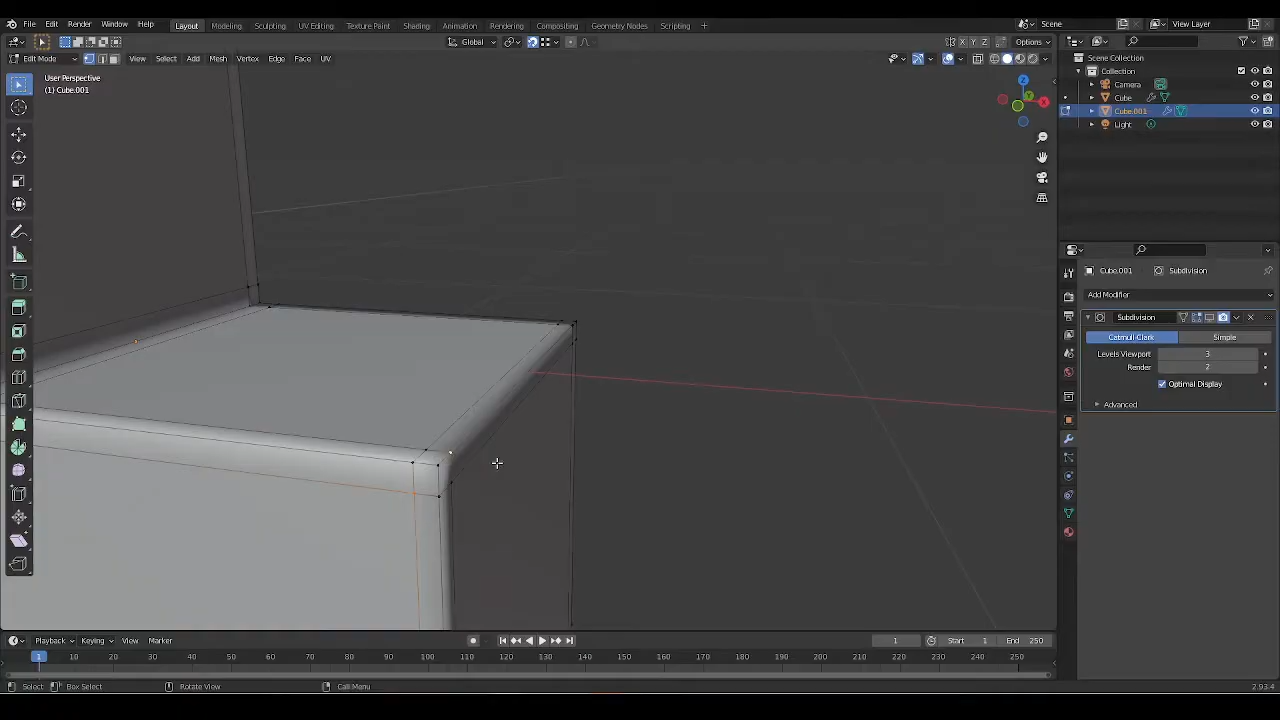 File Edit Render Window Help Layout Modeling Sculpting UV Editing Texture Paint Shading Animation Rendering Compositing Geometry Nodes Scripting + Scene View Layer
Global X Y Z Options
Edit Mode View Select Add Mesh Vertex Edge Face UV
User Perspective
(1) Cube.001
Z
Y
X
Scene Collection
Collection
Camera
Cube
Cube.001
Light
Cube.001 Subdivision
Add Modifier
Subdivision
Catmull-Clark Simple
Levels Viewport 3
Render 2
Optimal Display
Advanced
Playback Keying View Marker 1 Start 1 End 250
1 10 20 30 40 50 60 70 80 90 100 110 120 130 140 150 160 170 180 190 200 210 220 230 240 250
Select Box Select Rotate View Call Menu 2.93.4